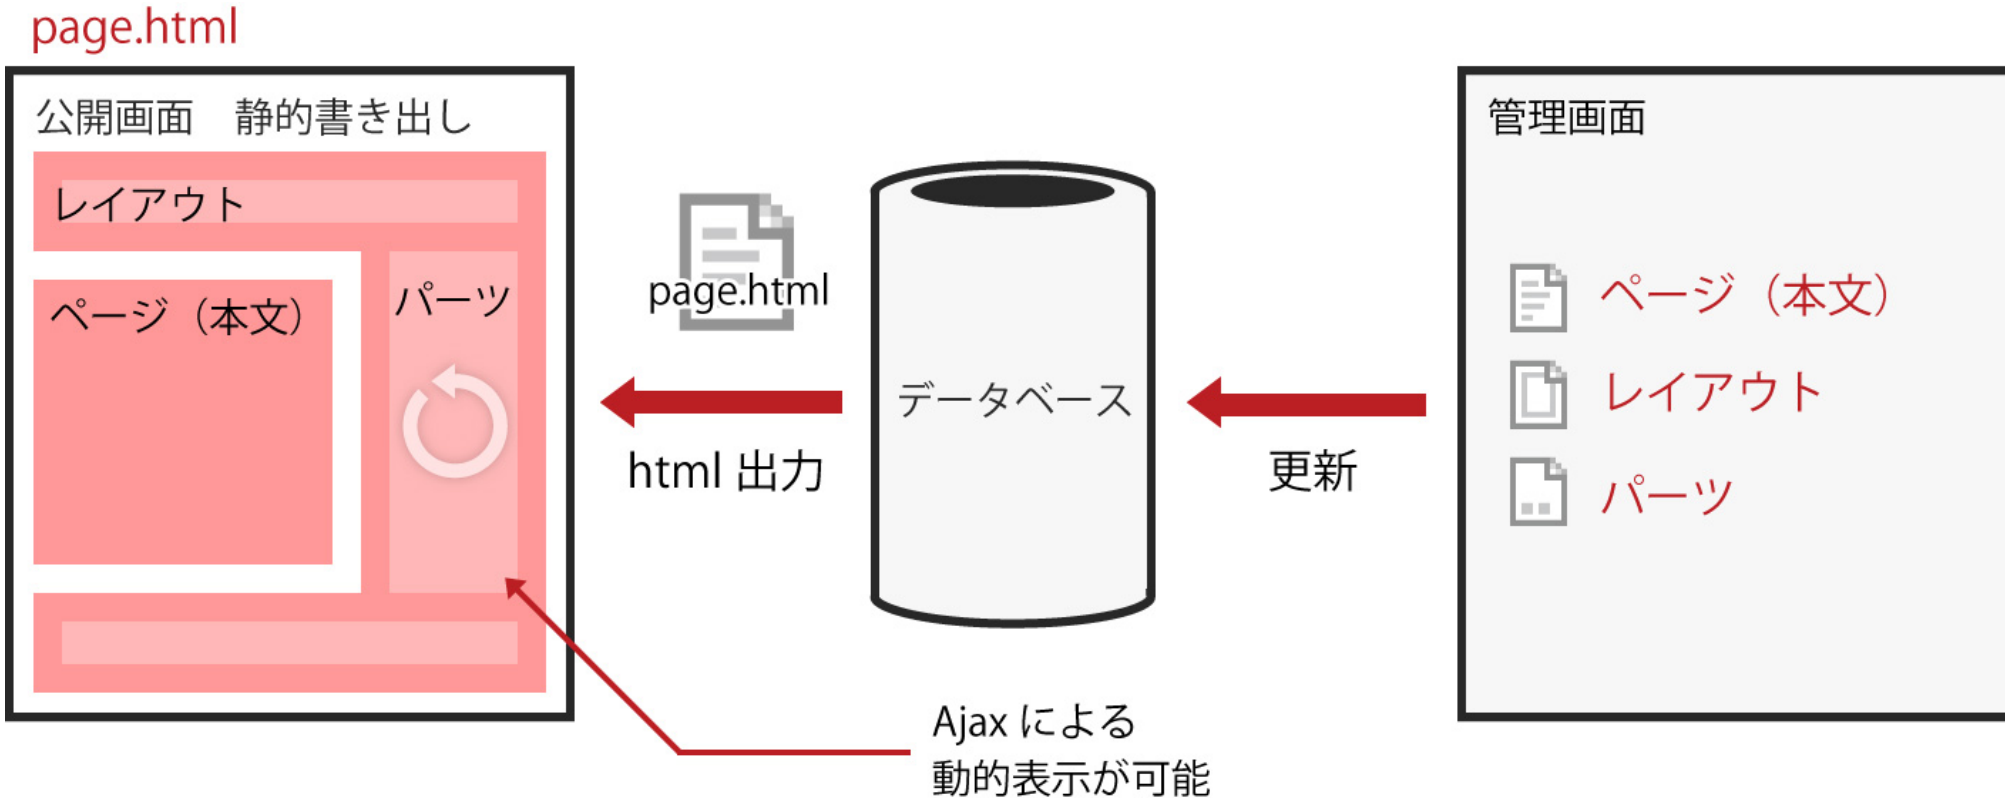 page.html
公開画面　静的書き出し
レイアウト
ページ（本文）
パーツ
page.html
html 出力
データベース
更新
管理画面
ページ（本文）
レイアウト
パーツ
Ajax による
動的表示が可能